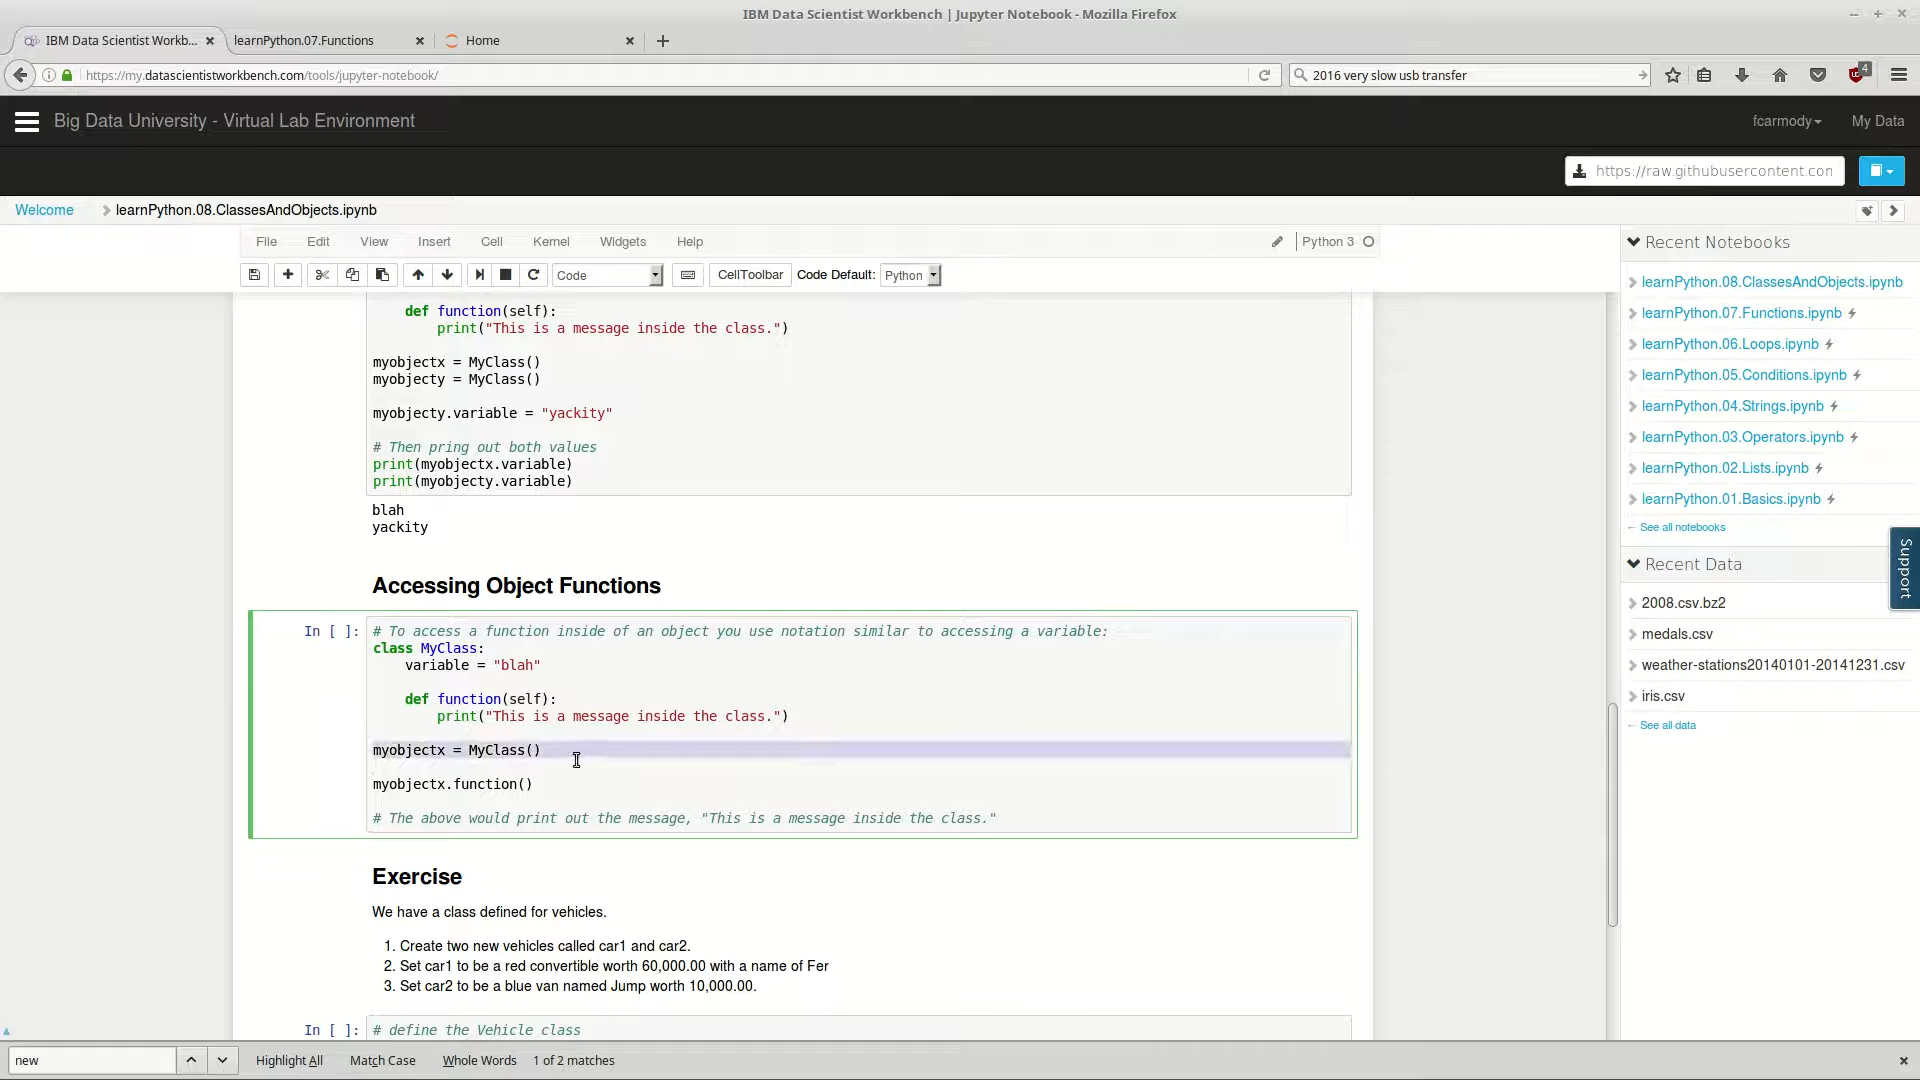 IBM Data Scientist Workbench | Jupyter Notebook - Mozilla Firefox
IBM Data Scientist Workb...
learnPython.07.Functions
Home
https://my.datascientistworkbench.com/tools/jupyter-notebook/
2016 very slow usb transfer
4
Big Data University - Virtual Lab Environment
fcarmody
My Data
https://raw.githubusercontent.com
Welcome
learnPython.08.ClassesAndObjects.ipynb
File Edit View Insert Cell Kernel Widgets Help
Python 3
Code
CellToolbar
Code Default:
Python
def function(self):
print("This is a message inside the class.")
myobjectx = MyClass()
myobjecty = MyClass()
myobjecty.variable = "yackity"
# Then pring out both values
print(myobjectx.variable)
print(myobjecty.variable)
blah
yackity
Accessing Object Functions
In [ ]:
# To access a function inside of an object you use notation similar to accessing a variable:
class MyClass:
variable = "blah"
def function(self):
print("This is a message inside the class.")
myobjectx = MyClass()
myobjectx.function()
# The above would print out the message, "This is a message inside the class."
Exercise
We have a class defined for vehicles.
1. Create two new vehicles called car1 and car2.
2. Set car1 to be a red convertible worth 60,000.00 with a name of Fer
3. Set car2 to be a blue van named Jump worth 10,000.00.
In [ ]:
# define the Vehicle class
Recent Notebooks
learnPython.08.ClassesAndObjects.ipynb
learnPython.07.Functions.ipynb
learnPython.06.Loops.ipynb
learnPython.05.Conditions.ipynb
learnPython.04.Strings.ipynb
learnPython.03.Operators.ipynb
learnPython.02.Lists.ipynb
learnPython.01.Basics.ipynb
← See all notebooks
Recent Data
2008.csv.bz2
medals.csv
weather-stations20140101-20141231.csv
iris.csv
← See all data
Support
new
Highlight All
Match Case
Whole Words
1 of 2 matches